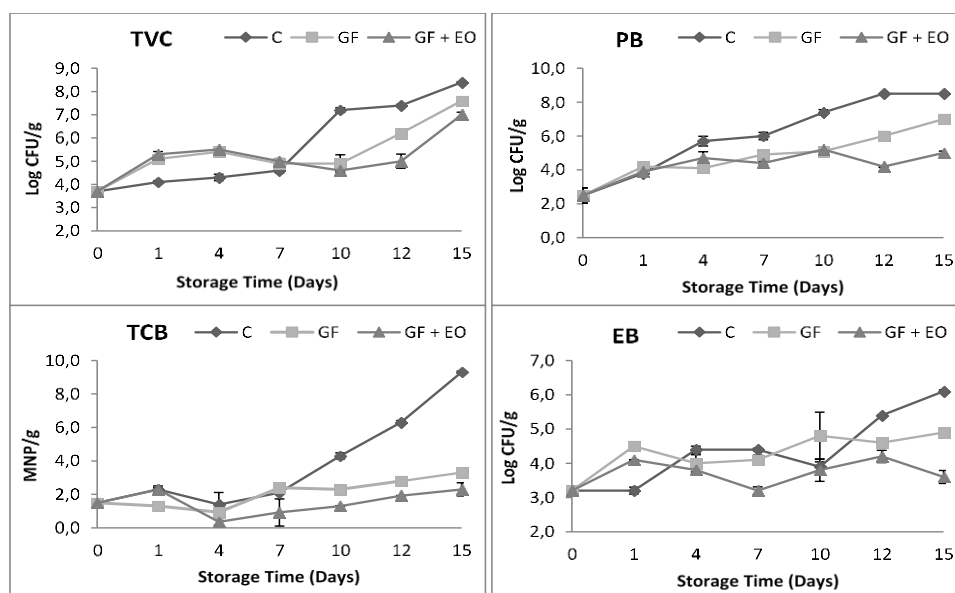 TVC
C GF GF + EO
9,0
8,0
7,0
6,0
5,0
4,0
3,0
2,0
Log CFU/g
0 1 4 7 10 12 15
Storage Time (Days)
PB
C GF GF + EO
10,0
8,0
6,0
4,0
2,0
0,0
Log CFU/g
0 1 4 7 10 12 15
Storage Time (Days)
TCB
C GF GF + EO
10,0
8,0
6,0
4,0
2,0
0,0
MNP/g
0 1 4 7 10 12 15
Storage Time (Days)
EB
C GF GF + EO
7,0
6,0
5,0
4,0
3,0
2,0
Log CFU/g
0 1 4 7 10 12 15
Storage Time (Days)